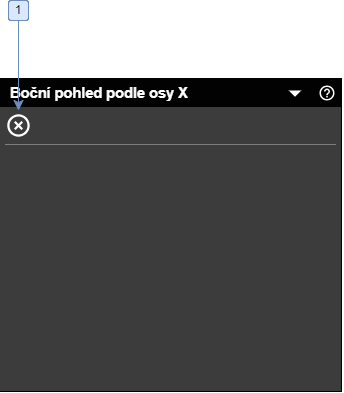 1
Boční pohled podle osy X